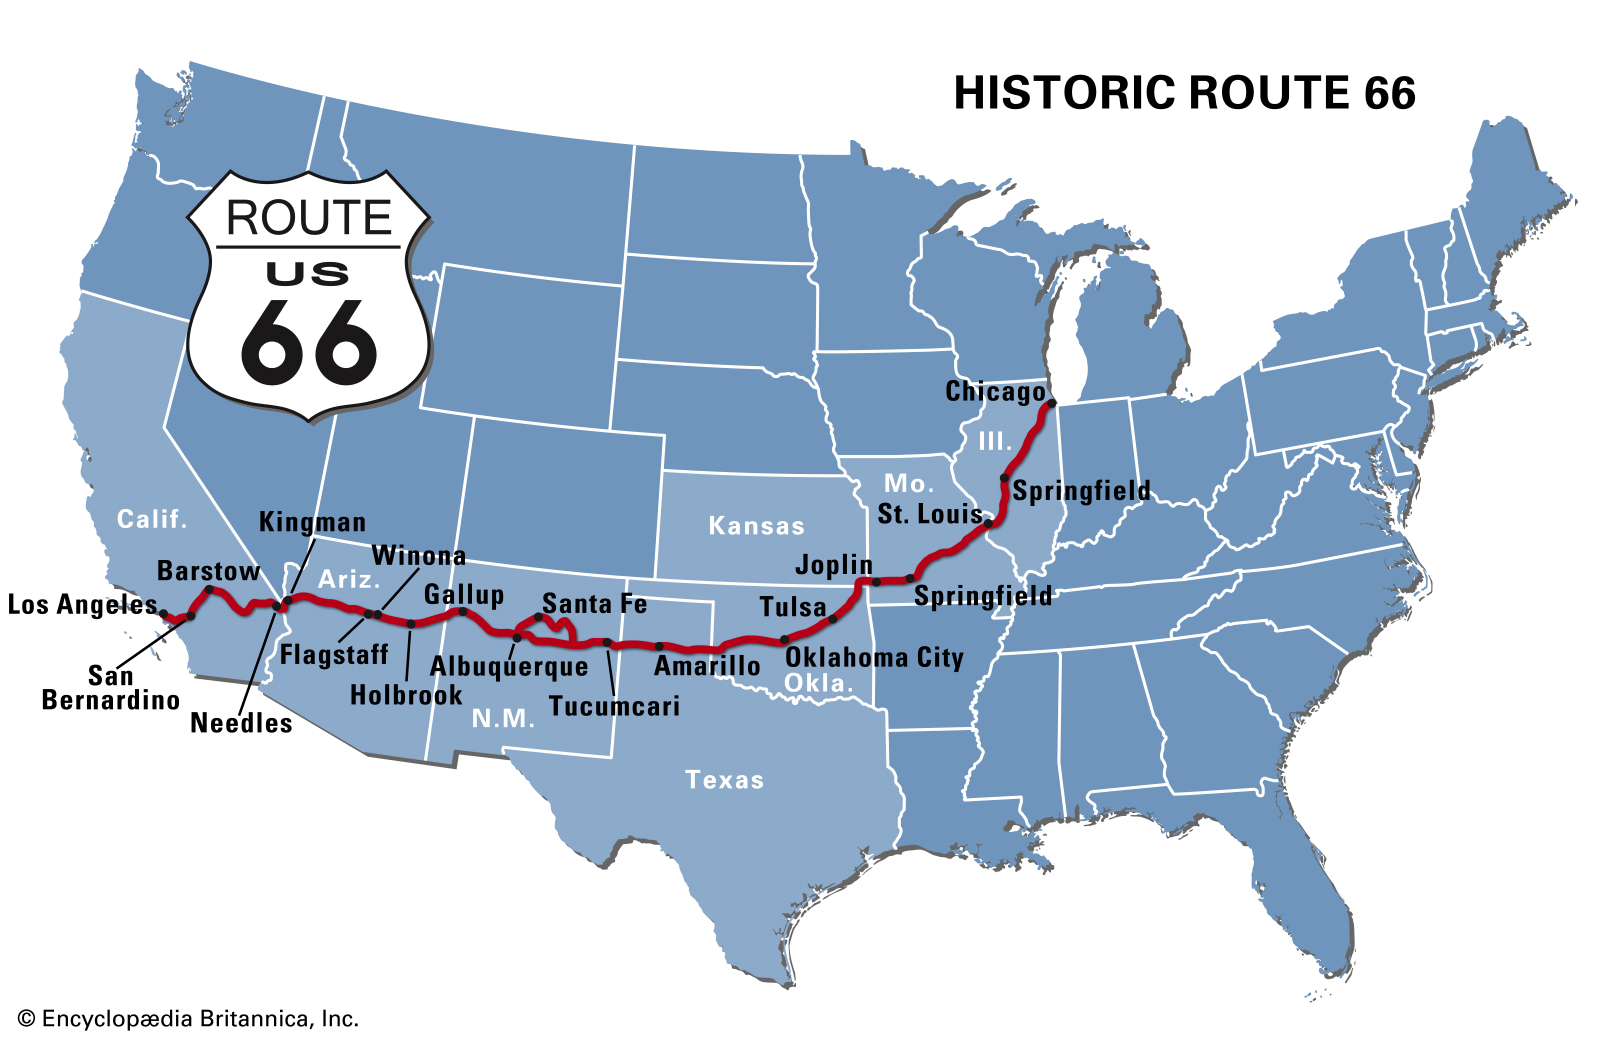 HISTORIC ROUTE 66
ROUTE
US
66
Chicago
Ill.
Mo.
Springfield
St. Louis
Calif.
Kingman
Kansas
Winona
Joplin
Barstow
Ariz.
Gallup
Springfield
Los Angeles
Santa Fe
Tulsa
Flagstaff
Albuquerque
Amarillo
Oklahoma City
San
Bernardino
Holbrook
Okla.
Needles
N.M.
Tucumcari
Texas
© Encyclopædia Britannica, Inc.